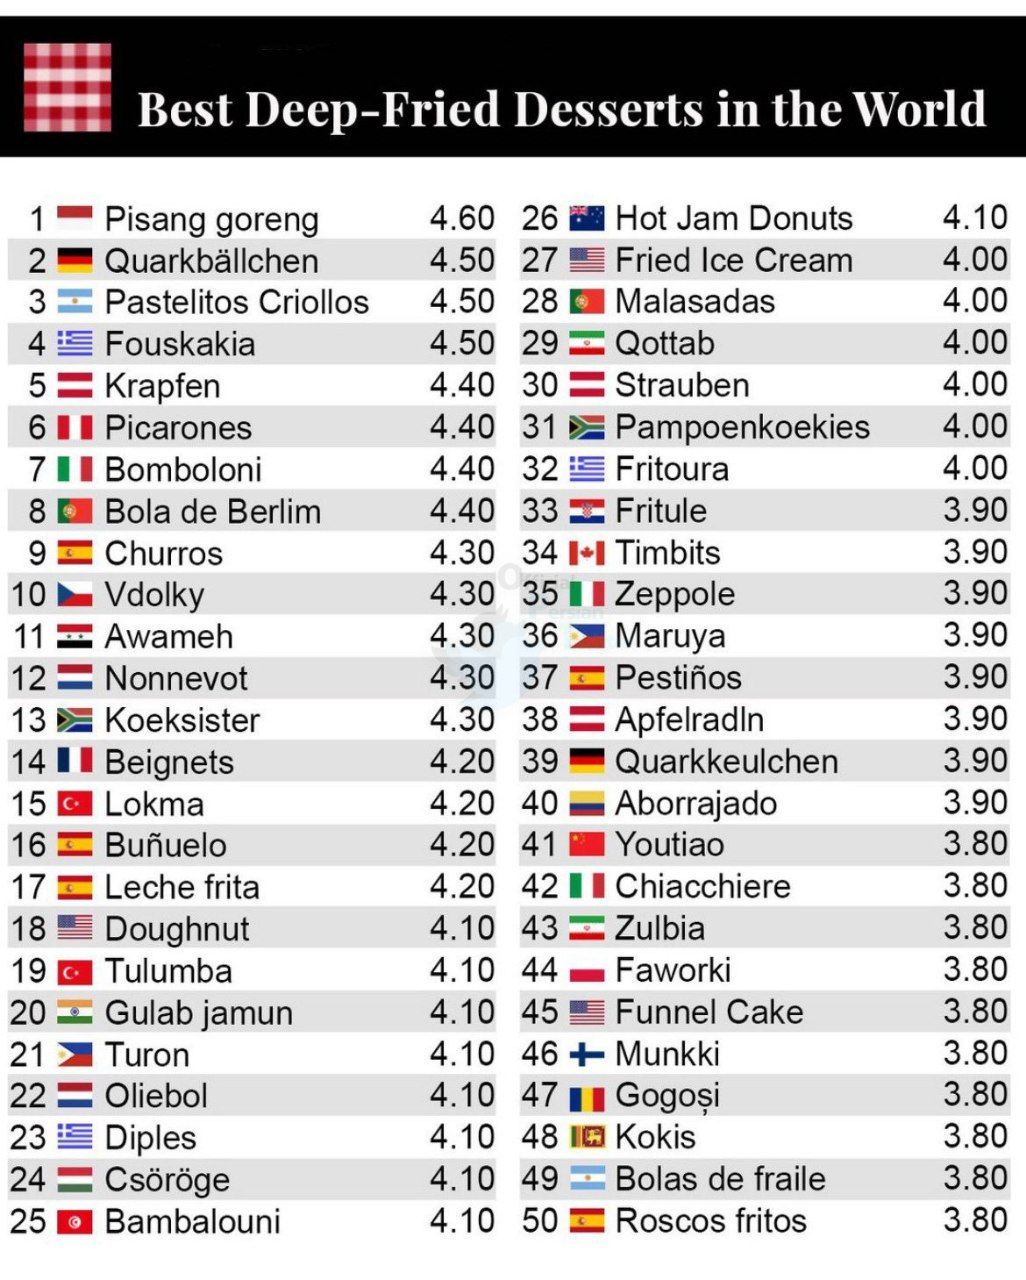 Best Deep-Fried Desserts in the World
1 Pisang goreng 4.60
2 Quarkbällchen 4.50
3 Pastelitos Criollos 4.50
4 Fouskakia 4.50
5 Krapfen 4.40
6 Picarones 4.40
7 Bomboloni 4.40
8 Bola de Berlim 4.40
9 Churros 4.30
10 Vdolky 4.30
11 Awameh 4.30
12 Nonnevot 4.30
13 Koeksister 4.30
14 Beignets 4.20
15 Lokma 4.20
16 Buñuelo 4.20
17 Leche frita 4.20
18 Doughnut 4.10
19 Tulumba 4.10
20 Gulab jamun 4.10
21 Turon 4.10
22 Oliebol 4.10
23 Diples 4.10
24 Csöröge 4.10
25 Bambalouni 4.10
26 Hot Jam Donuts 4.10
27 Fried Ice Cream 4.00
28 Malasadas 4.00
29 Qottab 4.00
30 Strauben 4.00
31 Pampoenkoekies 4.00
32 Fritoura 4.00
33 Fritule 3.90
34 Timbits 3.90
35 Zeppole 3.90
36 Maruya 3.90
37 Pestiños 3.90
38 Apfelradln 3.90
39 Quarkkeulchen 3.90
40 Aborrajado 3.90
41 Youtiao 3.80
42 Chiacchiere 3.80
43 Zulbia 3.80
44 Faworki 3.80
45 Funnel Cake 3.80
46 Munkki 3.80
47 Gogoși 3.80
48 Kokis 3.80
49 Bolas de fraile 3.80
50 Roscos fritos 3.80